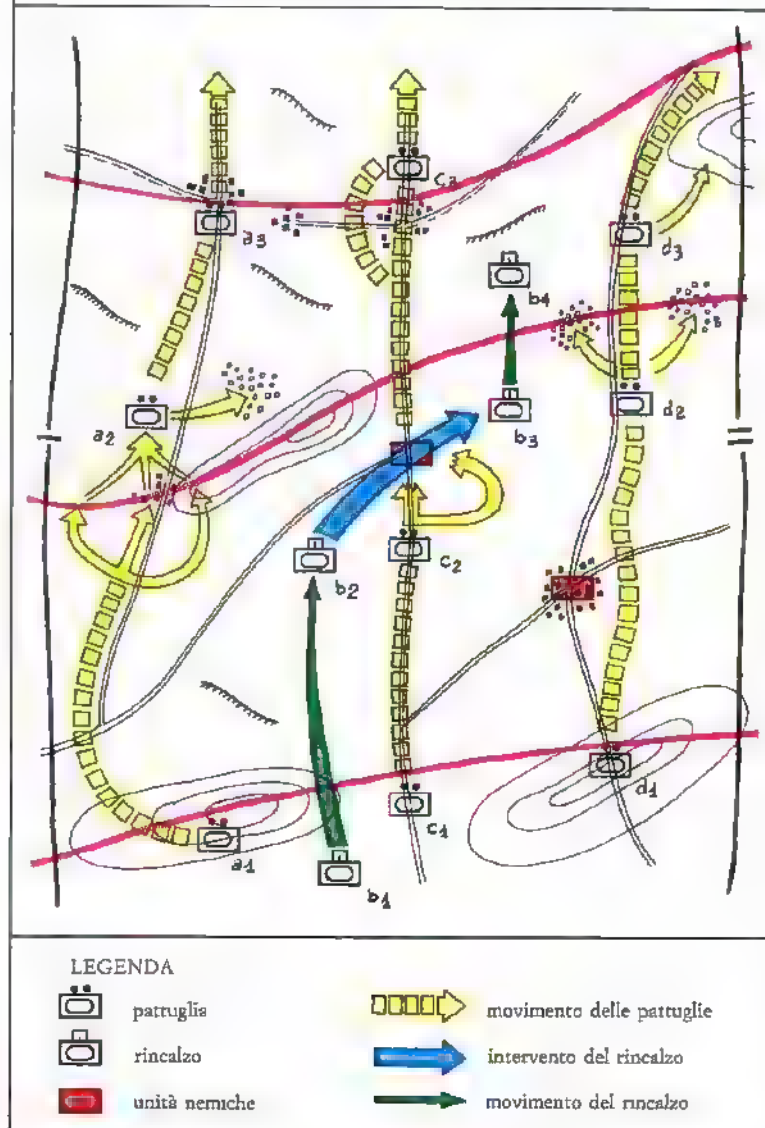 c3
a3
d3
b4
a2
b3
d2
c2
b2
d1
c1
a1
b1
LEGENDA
pattuglia
movimento delle pattuglie
rincalzo
intervento del rincalzo
unità nemiche
movimento del rincalzo